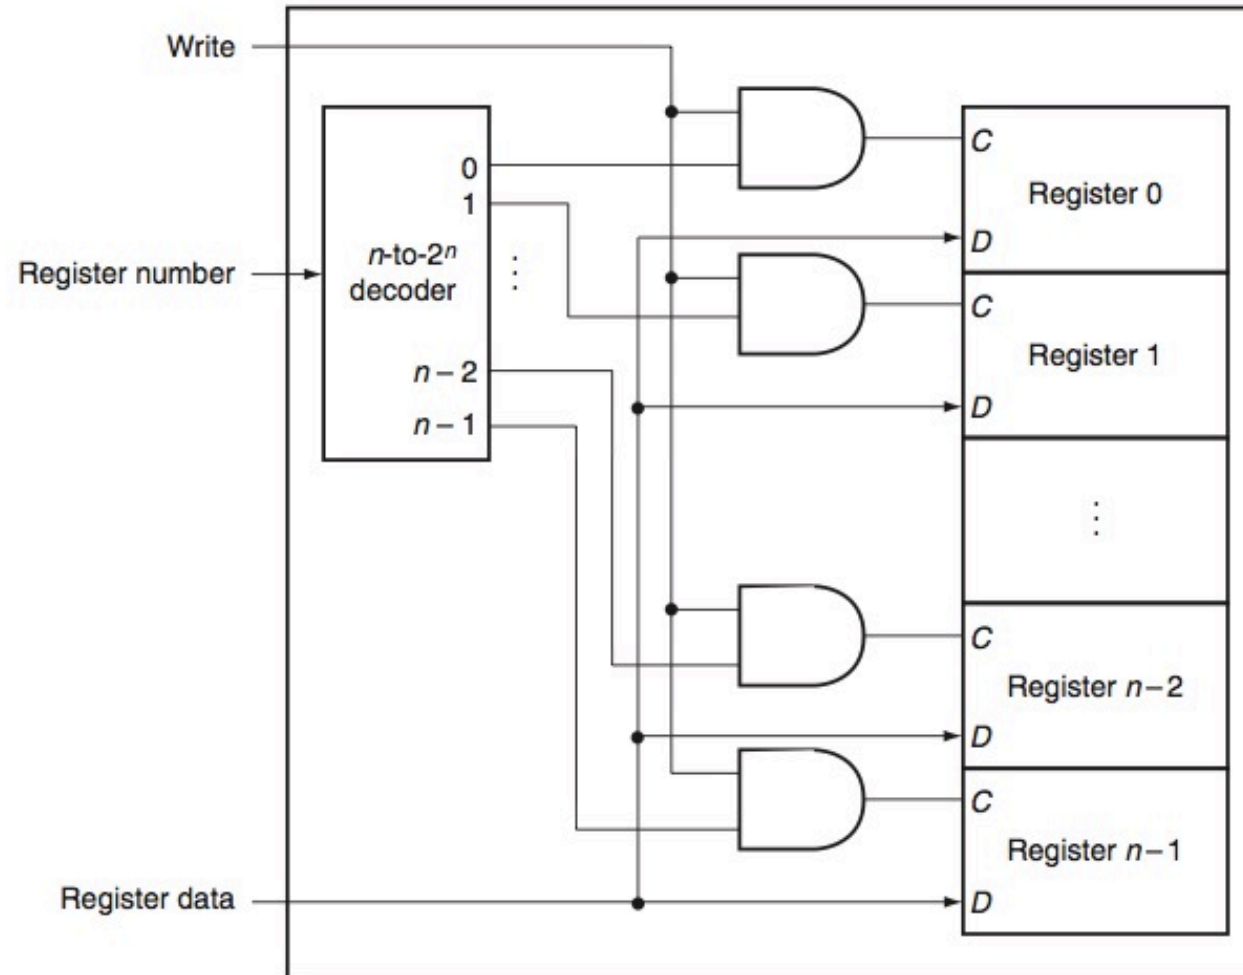 Write
C
0
Register 0
1
D
n-to-2ⁿ
Register number
decoder
C
Register 1
n – 2
D
n – 1
C
Register n – 2
D
C
Register n – 1
Register data
D